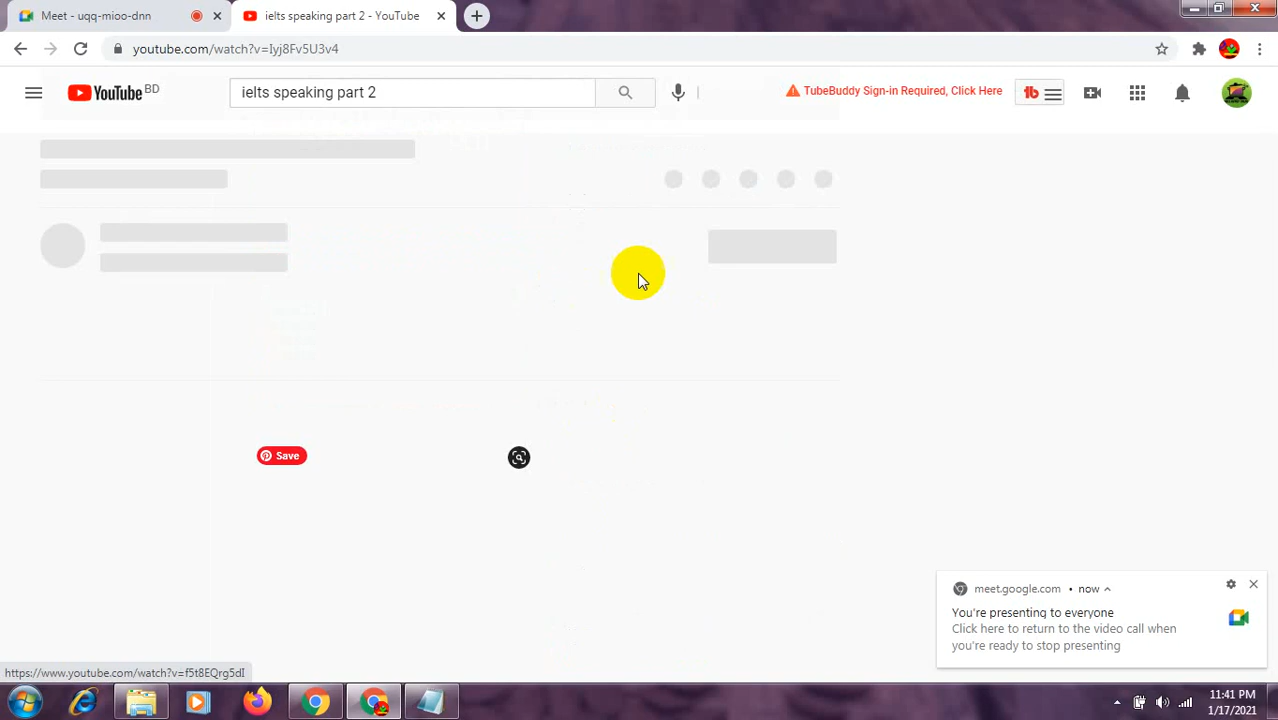 Meet - uqq-mioo-dnn
ielts speaking part 2 - YouTube
youtube.com/watch?v=Iyj8Fv5U3v4
YouTube BD
ielts speaking part 2
TubeBuddy Sign-in Required, Click Here
tb
Save
meet.google.com • now
You're presenting to everyone
Click here to return to the video call when
you're ready to stop presenting
https://www.youtube.com/watch?v=f5t8EQrg5dI
11:41 PM
1/17/2021